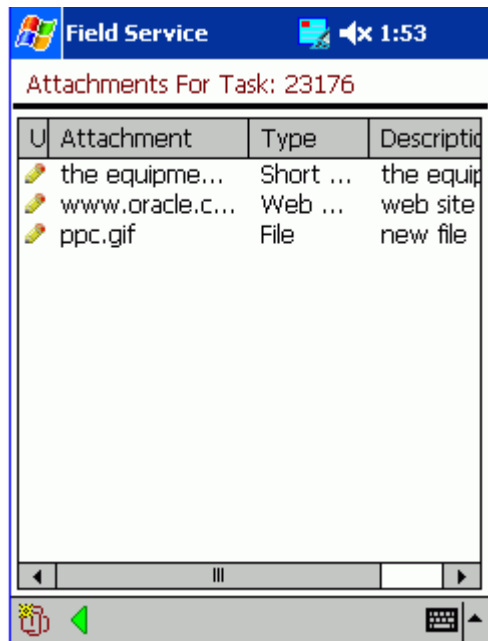 Field Service 1:53
Attachments For Task: 23176
U Attachment Type Descriptio
the equipme... Short ... the equip
www.oracle.c... Web ... web site
ppc.gif File new file